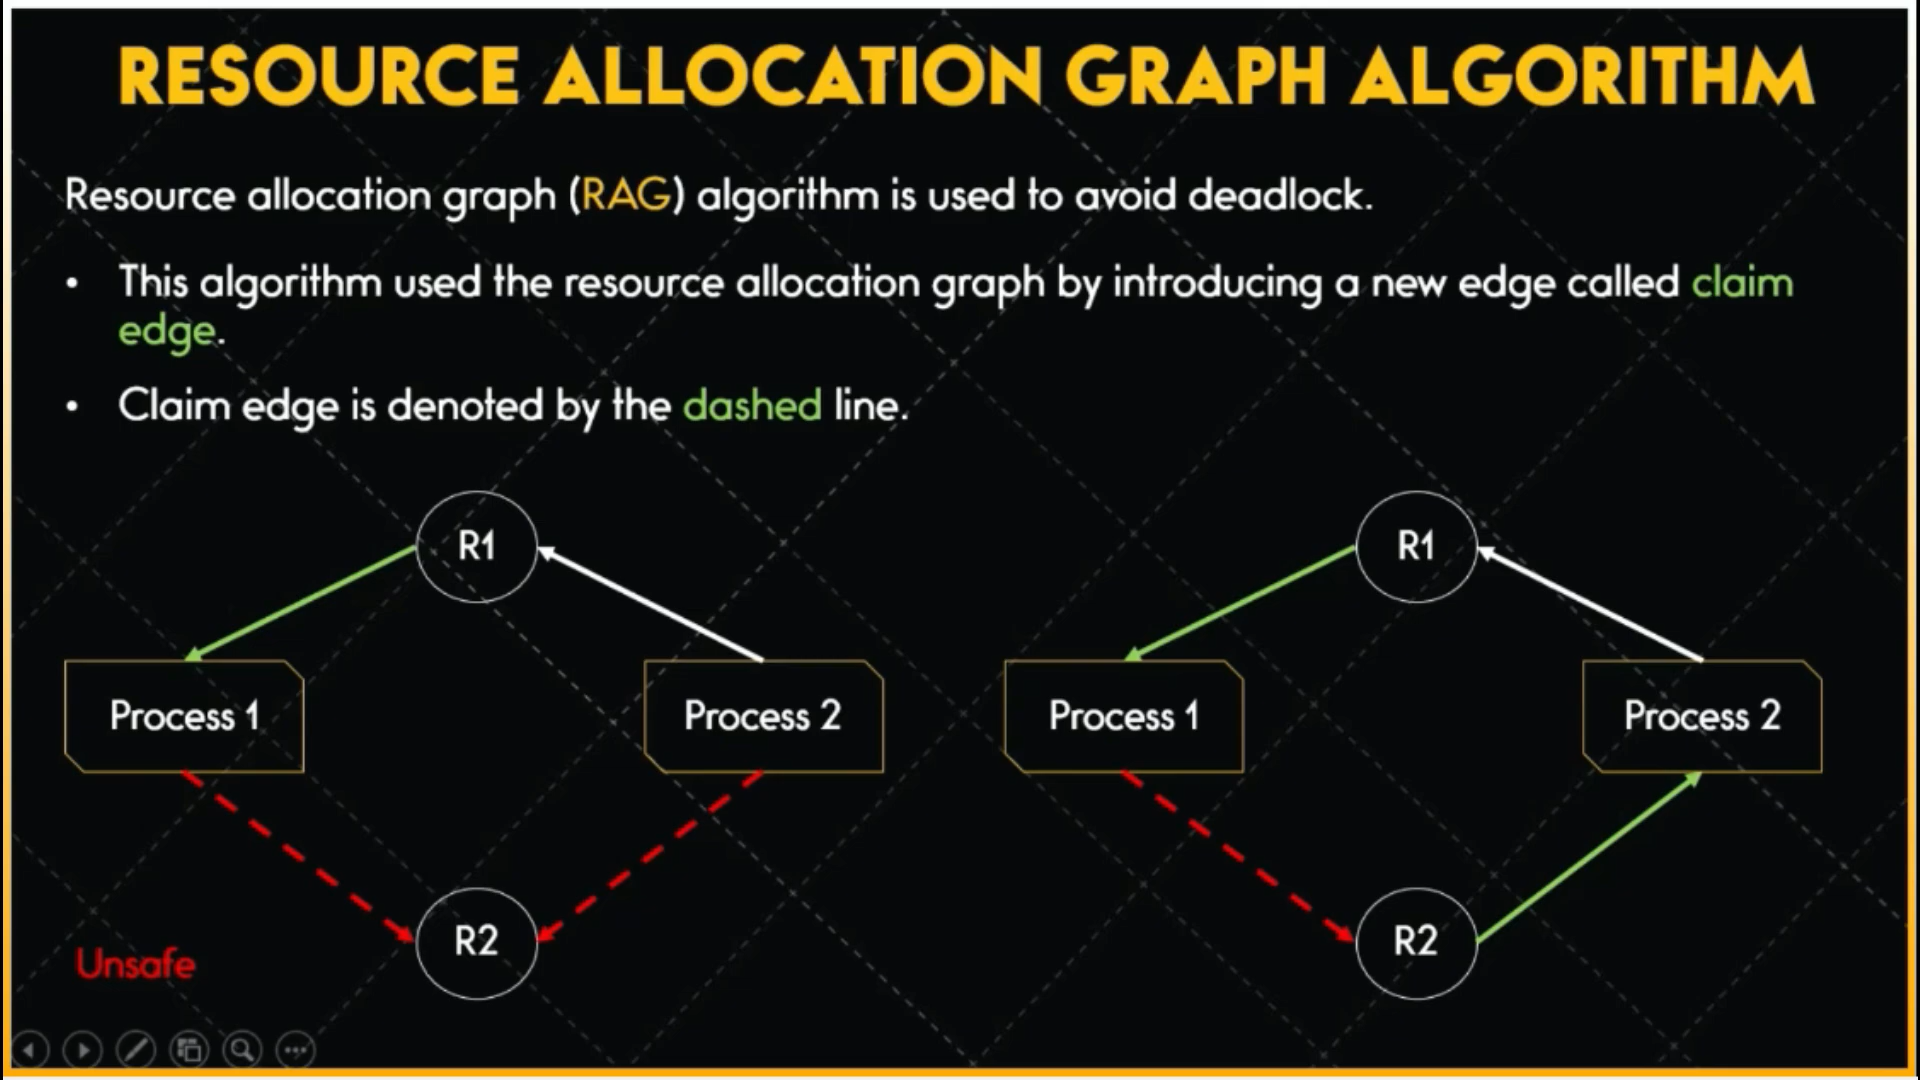 RESOURCE ALLOCATION GRAPH ALGORITHM
Resource allocation graph (RAG) algorithm is used to avoid deadlock.
• This algorithm used the resource allocation graph by introducing a new edge called claim
edge.
• Claim edge is denoted by the dashed line.
R1
Process 1
Process 2
R2
Unsafe
R1
Process 1
Process 2
R2